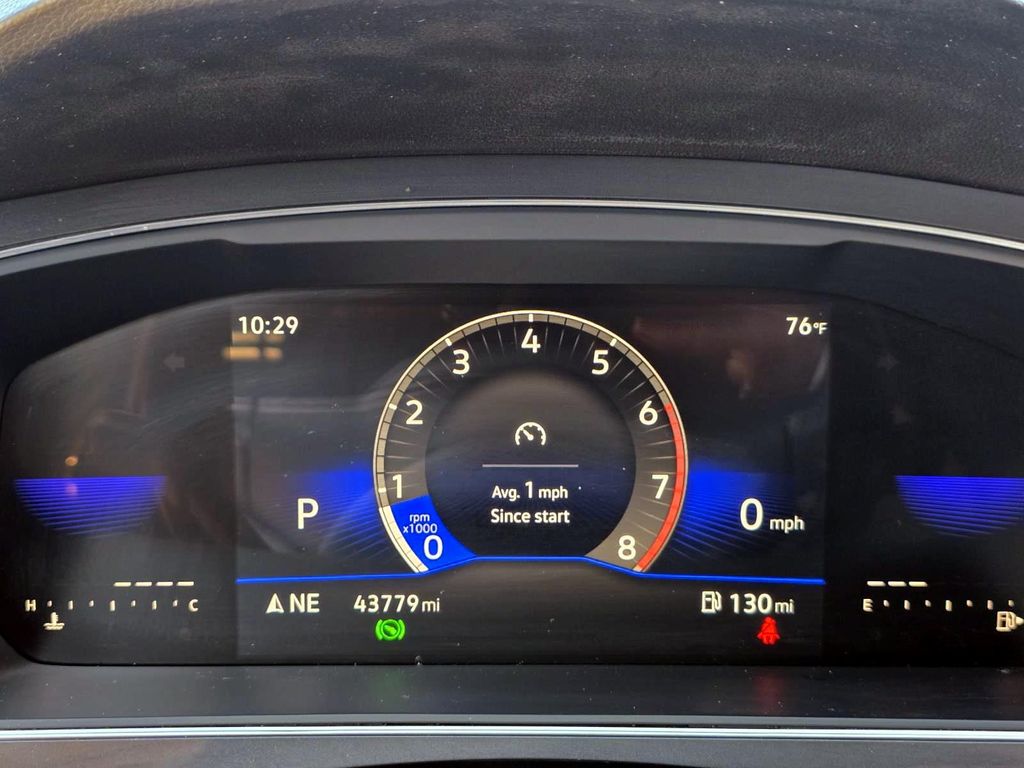 10:29
76°F
0 1 2 3 4 5 6 7 8
rpm
x1000
Avg. 1 mph
Since start
P
0 mph
H C
NE
43779 mi
130 mi
E